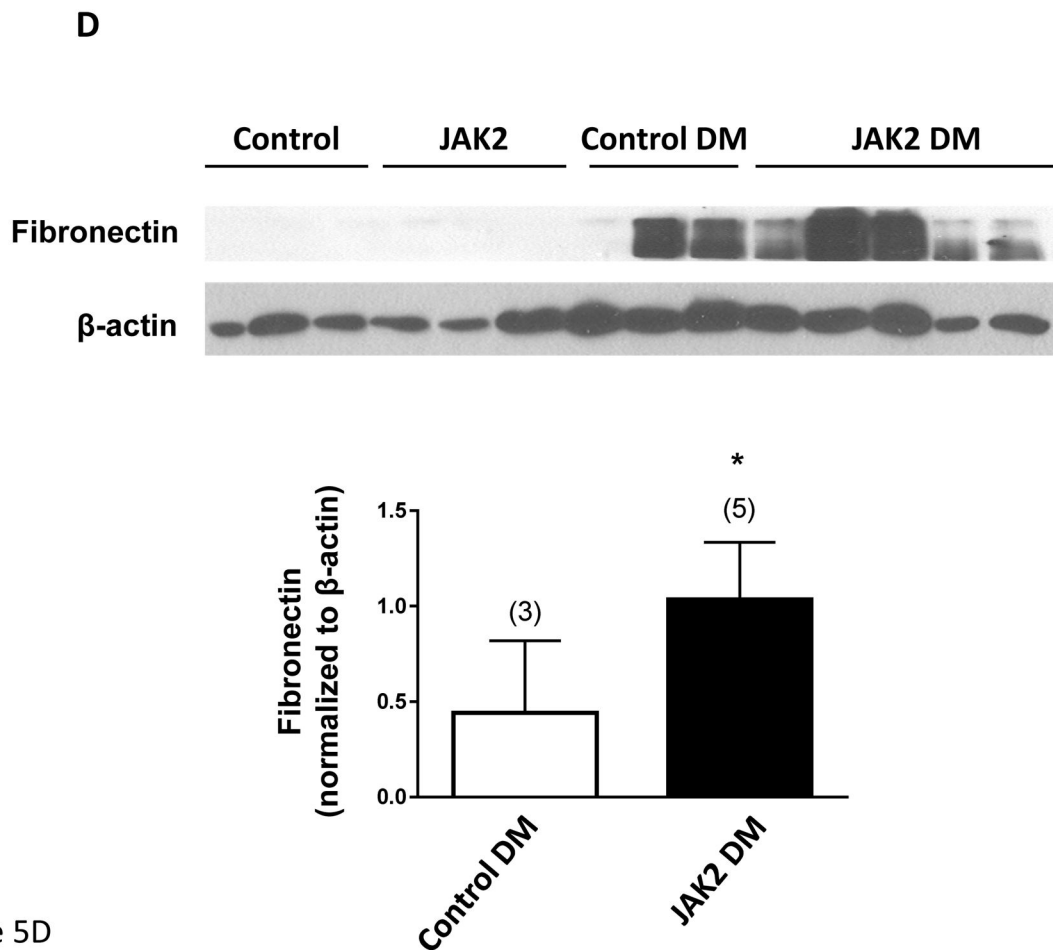 D
Control JAK2 Control DM JAK2 DM
Fibronectin
β-actin
*
(5)
(3)
1.5
1.0
0.5
0.0
Fibronectin
(normalized to β-actin)
Control DM
JAK2 DM
e 5D